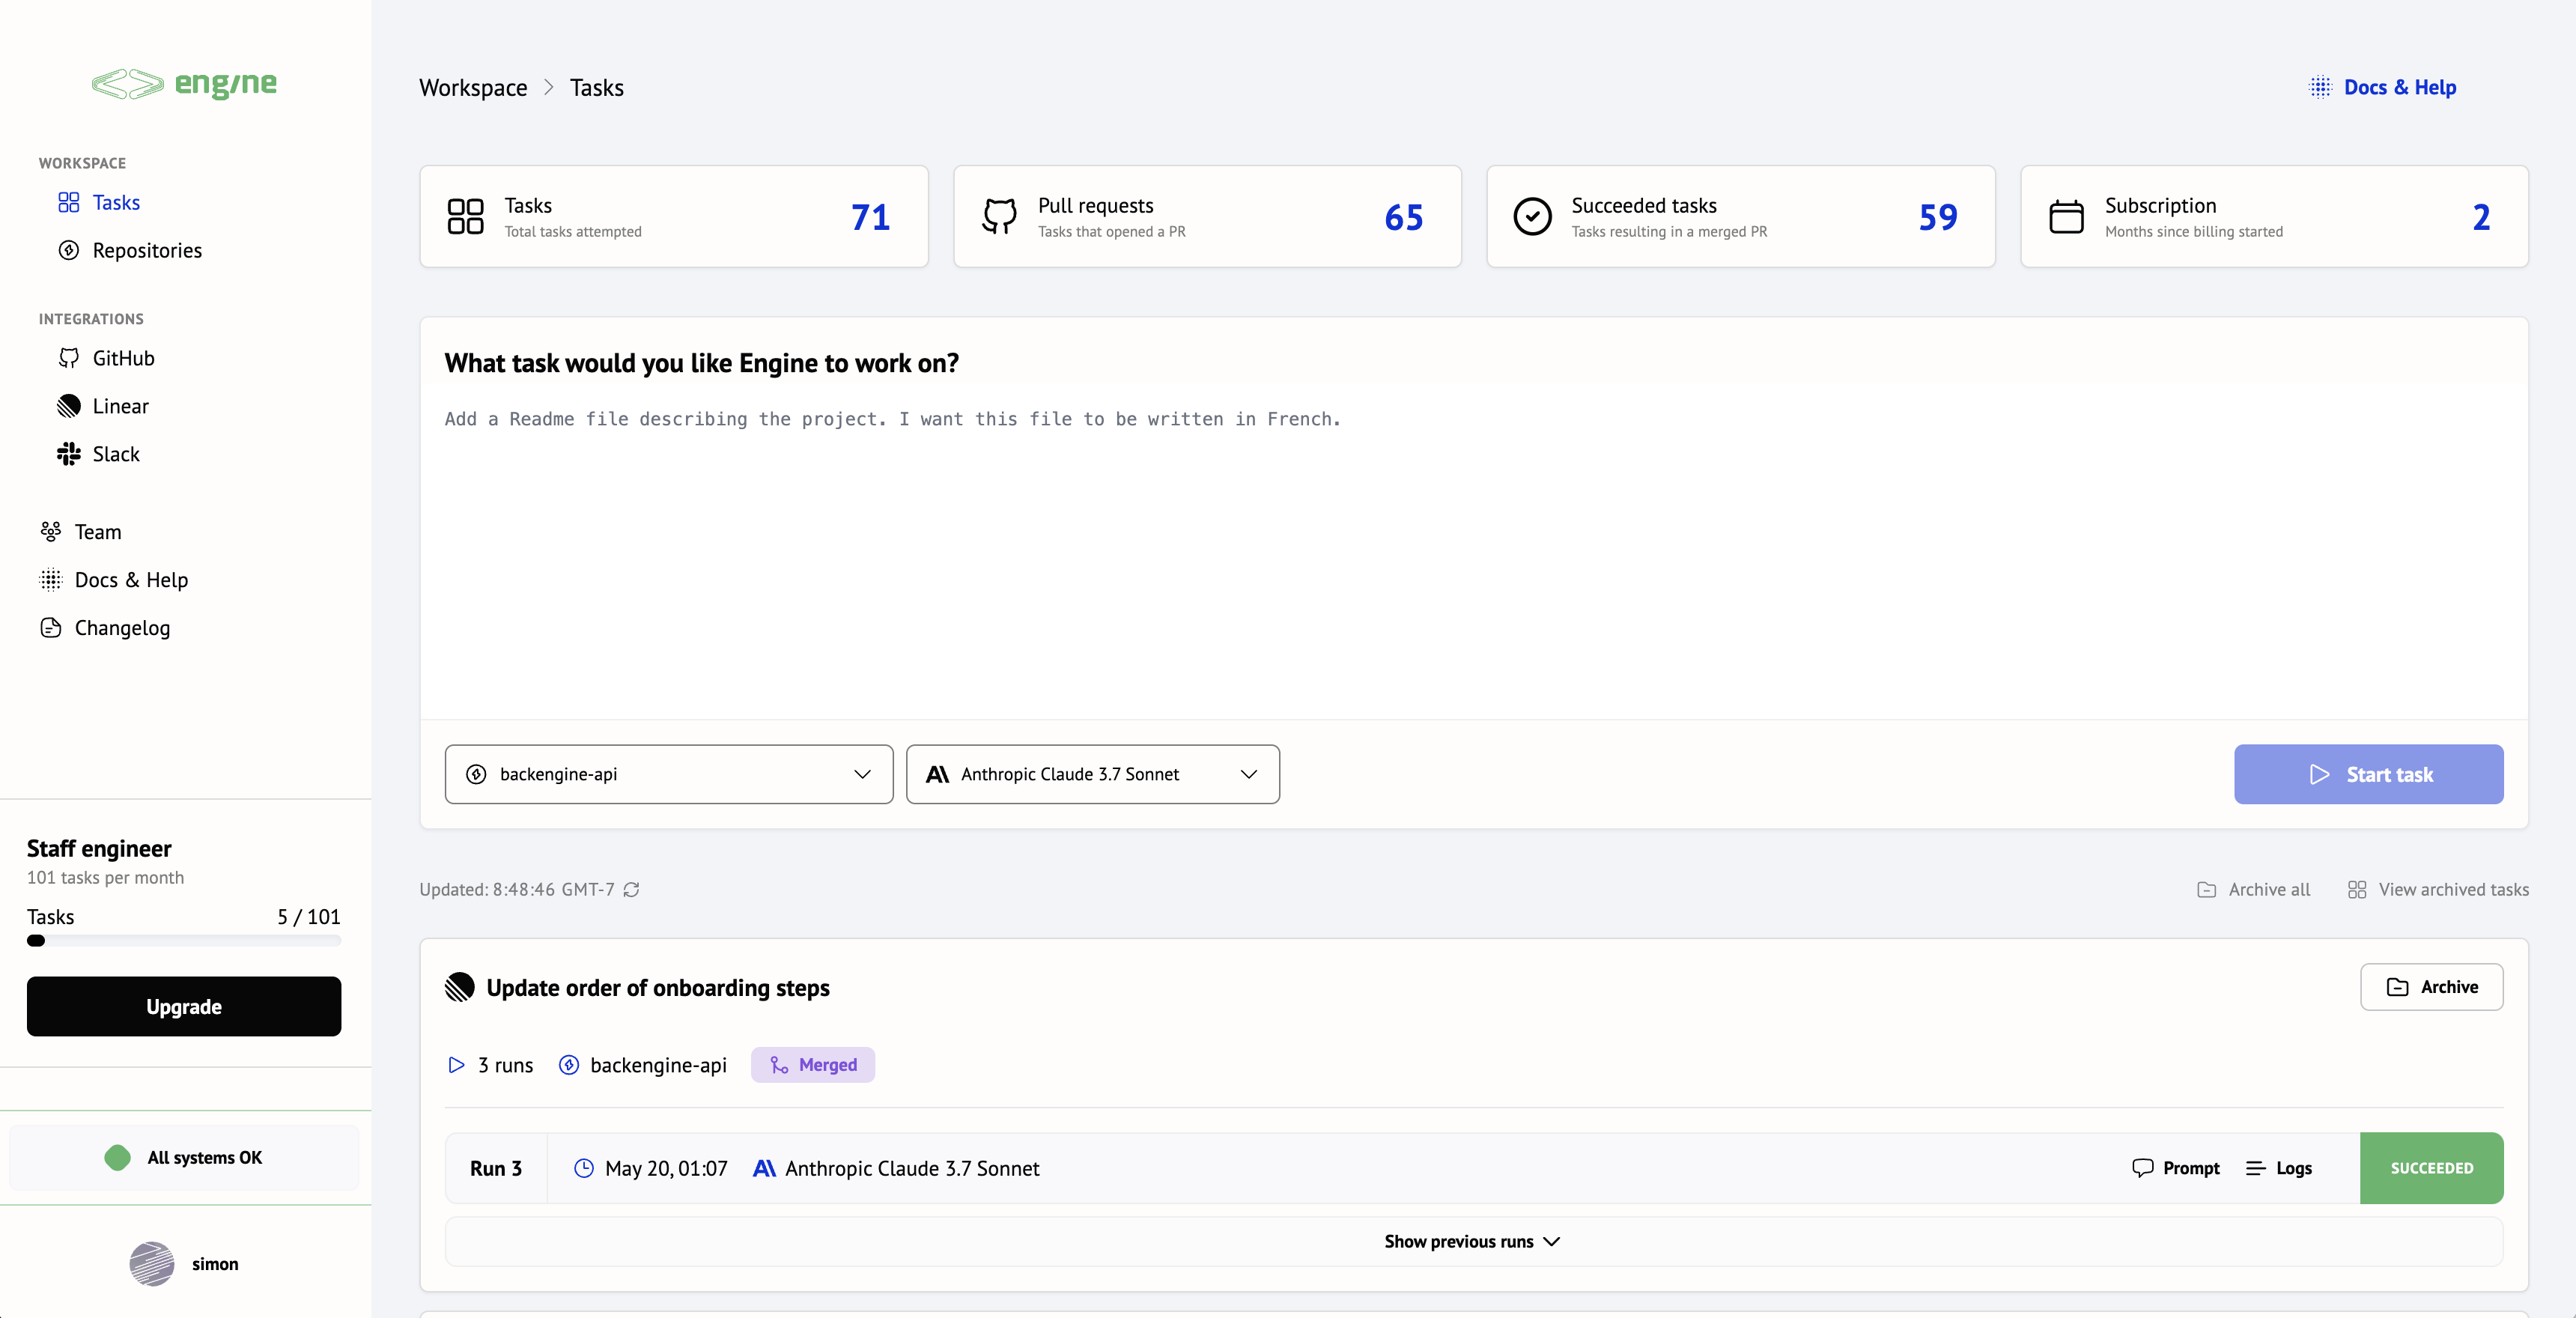 engine
WORKSPACE
Tasks
Repositories
INTEGRATIONS
GitHub
Linear
Slack
Team
Docs & Help
Changelog
Staff engineer
101 tasks per month
Tasks 5 / 101
Upgrade
All systems OK
simon
Workspace > Tasks
Docs & Help
Tasks
Total tasks attempted
71
Pull requests
Tasks that opened a PR
65
Succeeded tasks
Tasks resulting in a merged PR
59
Subscription
Months since billing started
2
What task would you like Engine to work on?
Add a Readme file describing the project. I want this file to be written in French.
backengine-api
Anthropic Claude 3.7 Sonnet
Start task
Updated: 8:48:46 GMT-7
Archive all
View archived tasks
Update order of onboarding steps
Archive
3 runs
backengine-api
Merged
Run 3
May 20, 01:07
Anthropic Claude 3.7 Sonnet
Prompt
Logs
SUCCEEDED
Show previous runs